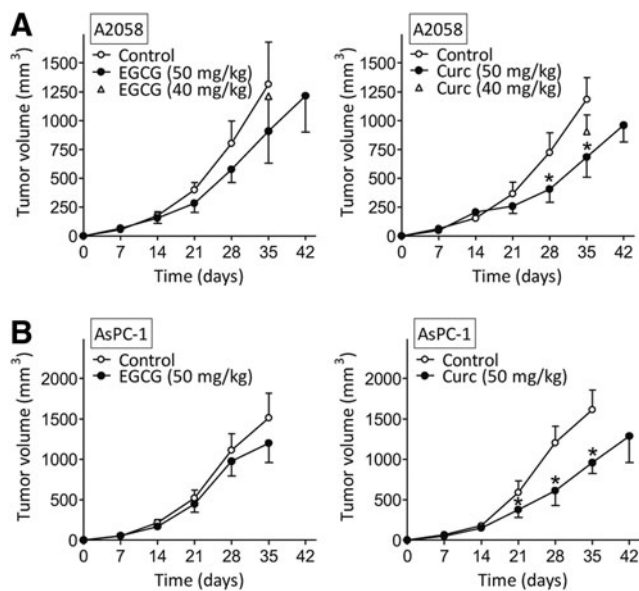 A
A2058
Control
EGCG (50 mg/kg)
EGCG (40 mg/kg)
Tumor volume (mm³)
1500
1250
1000
750
500
250
0
0 7 14 21 28 35 42
Time (days)
A2058
Control
Curc (50 mg/kg)
Curc (40 mg/kg)
Tumor volume (mm³)
1500
1250
1000
750
500
250
0
* *
0 7 14 21 28 35 42
Time (days)
B
AsPC-1
Control
EGCG (50 mg/kg)
Tumor volume (mm³)
2000
1500
1000
500
0
0 7 14 21 28 35 42
Time (days)
AsPC-1
Control
Curc (50 mg/kg)
Tumor volume (mm³)
2000
1500
1000
500
0
* * *
0 7 14 21 28 35 42
Time (days)